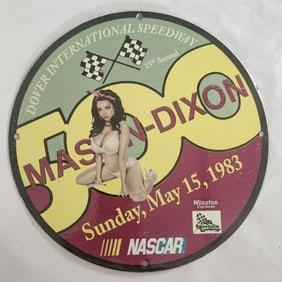 DOVER INTERNATIONAL SPEEDWAY
15th Annual
500
MASON-DIXON
Sunday, May 15, 1983
Winston
NASCAR